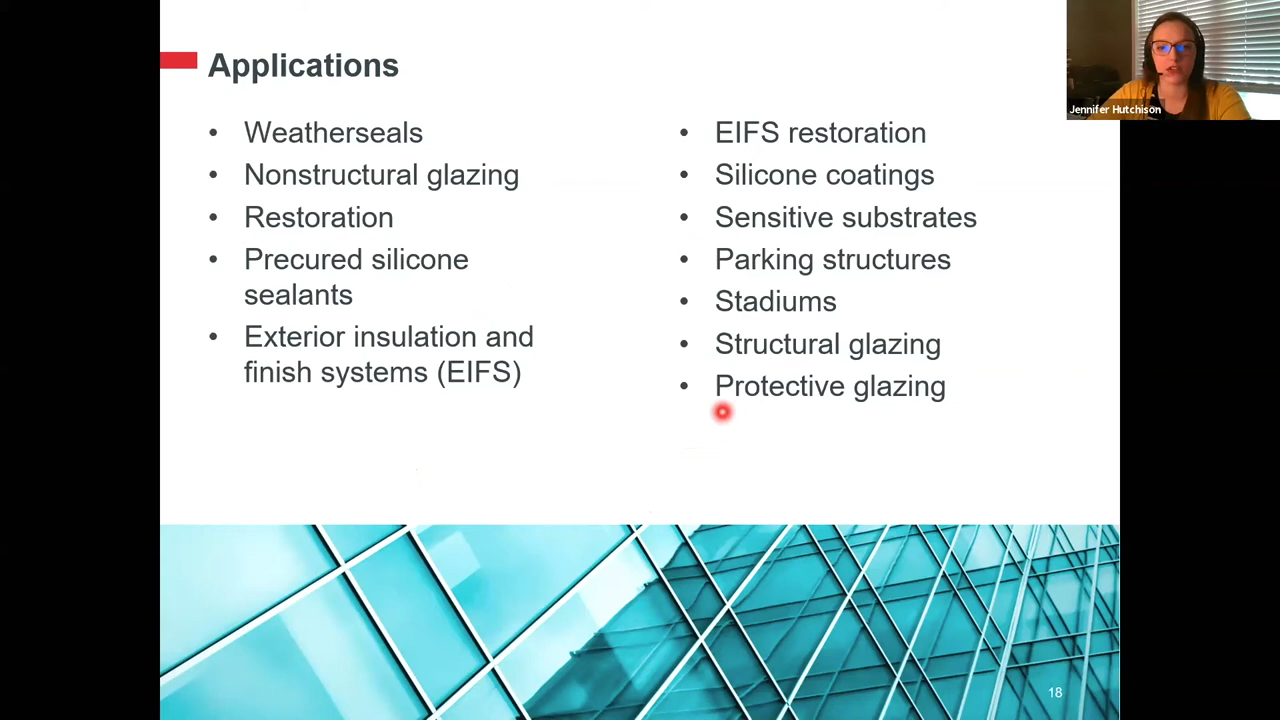 Applications
• Weatherseals
• Nonstructural glazing
• Restoration
• Precured silicone
sealants
• Exterior insulation and
finish systems (EIFS)
• EIFS restoration
• Silicone coatings
• Sensitive substrates
• Parking structures
• Stadiums
• Structural glazing
• Protective glazing
Jennifer Hutchison
18